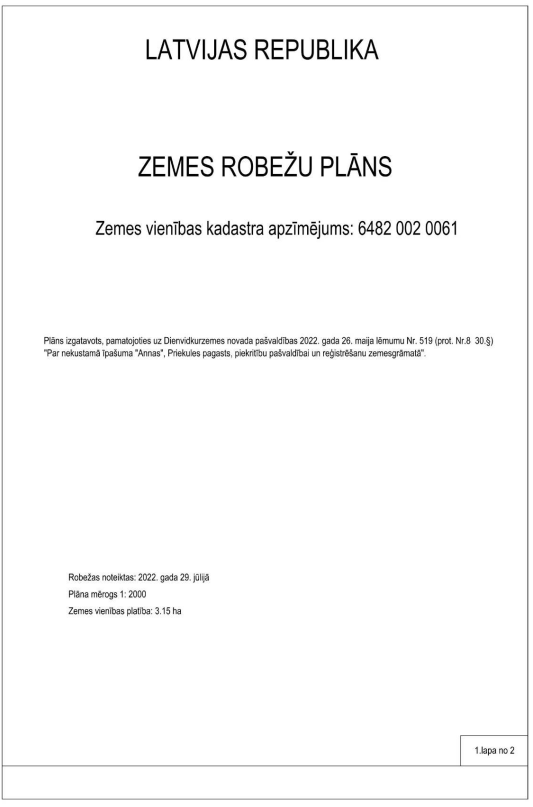 LATVIJAS REPUBLIKA
ZEMES ROBEŽU PLĀNS
Zemes vienības kadastra apzīmējums: 6482 002 0061
Plāns izgatavots, pamatojoties uz Dienvidkurzemes novada pašvaldības 2022. gada 26. maija lēmumu Nr. 519 (prot. Nr.8 30.§)
"Par nekustamā īpašuma "Annas", Priekules pagasts, piekritību pašvaldībai un reģistrēšanu zemesgrāmatā".
Robežas noteiktas: 2022. gada 29. jūlijā
Plāna mērogs 1: 2000
Zemes vienības platība: 3.15 ha
1.lapa no 2